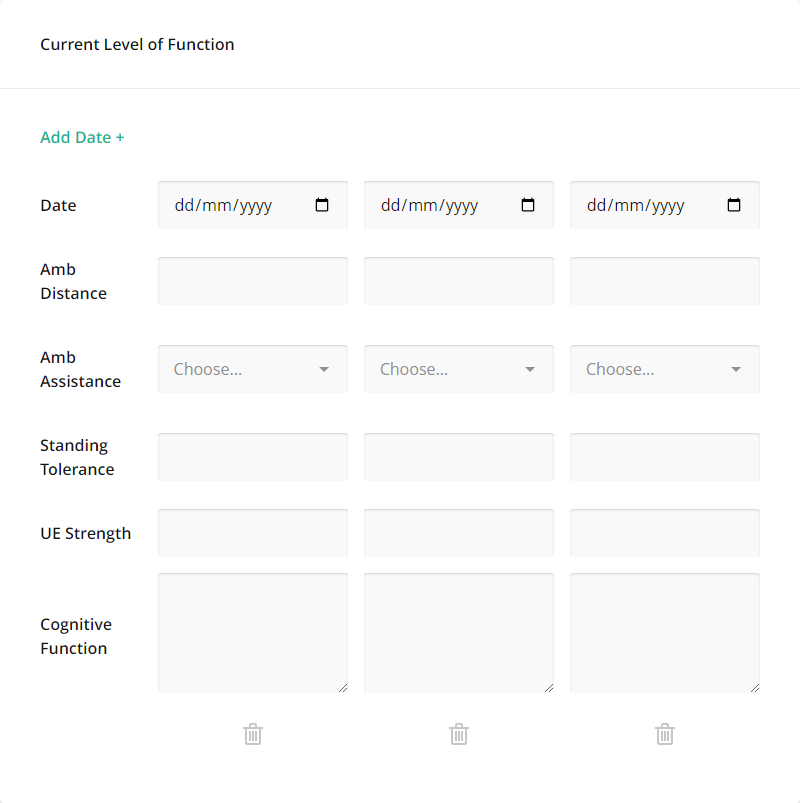 Current Level of Function
Add Date +
Date dd/mm/yyyy dd/mm/yyyy dd/mm/yyyy
Amb
Distance
Amb
Assistance
Choose... Choose... Choose...
Standing
Tolerance
UE Strength
Cognitive
Function